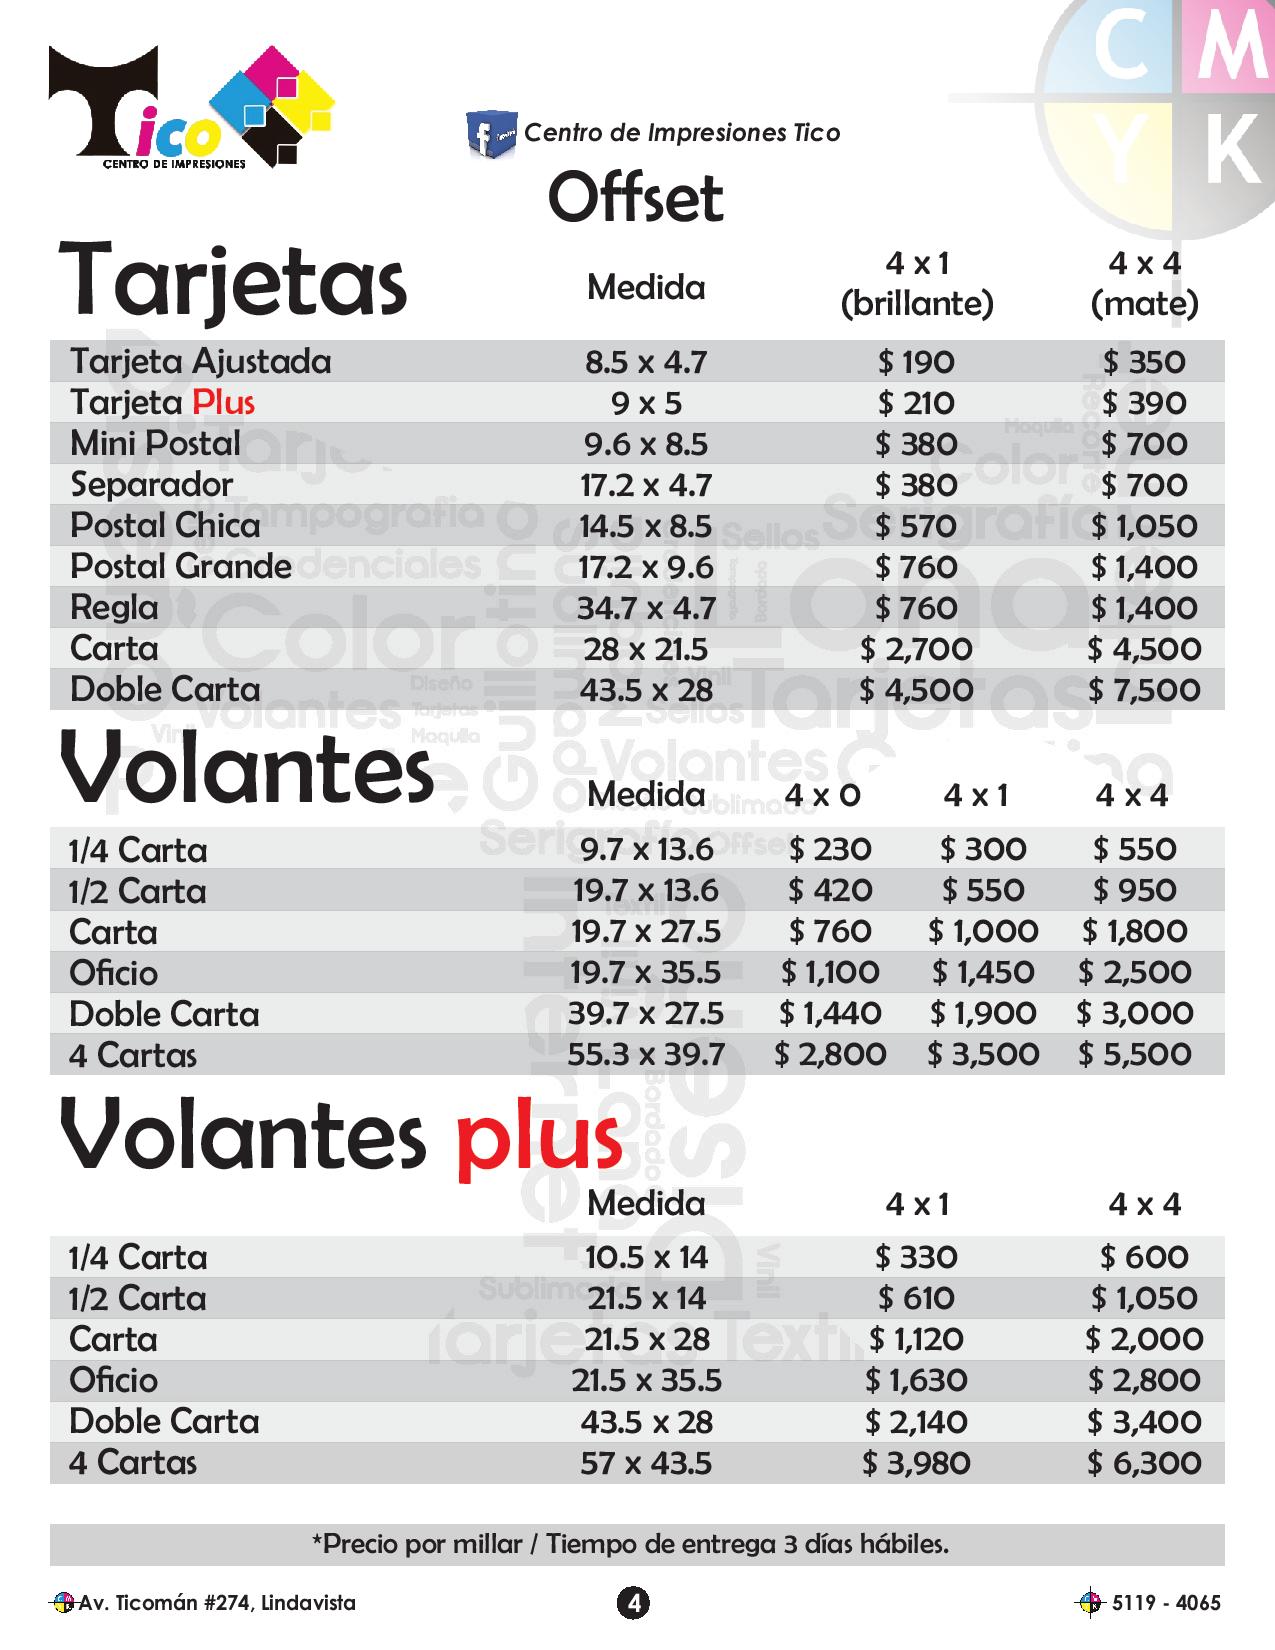 Tico
CENTRO DE IMPRESIONES
Centro de Impresiones Tico
C M
Y K
Offset
Tarjetas Medida 4 x 1 (brillante) 4 x 4 (mate)
Tarjeta Ajustada 8.5 x 4.7 $ 190 $ 350
Tarjeta Plus 9 x 5 $ 210 $ 390
Mini Postal 9.6 x 8.5 $ 380 $ 700
Separador 17.2 x 4.7 $ 380 $ 700
Postal Chica 14.5 x 8.5 $ 570 $ 1,050
Postal Grande 17.2 x 9.6 $ 760 $ 1,400
Regla 34.7 x 4.7 $ 760 $ 1,400
Carta 28 x 21.5 $ 2,700 $ 4,500
Doble Carta 43.5 x 28 $ 4,500 $ 7,500
Volantes Medida 4 x 0 4 x 1 4 x 4
1/4 Carta 9.7 x 13.6 $ 230 $ 300 $ 550
1/2 Carta 19.7 x 13.6 $ 420 $ 550 $ 950
Carta 19.7 x 27.5 $ 760 $ 1,000 $ 1,800
Oficio 19.7 x 35.5 $ 1,100 $ 1,450 $ 2,500
Doble Carta 39.7 x 27.5 $ 1,440 $ 1,900 $ 3,000
4 Cartas 55.3 x 39.7 $ 2,800 $ 3,500 $ 5,500
Volantes plus
Medida 4 x 1 4 x 4
1/4 Carta 10.5 x 14 $ 330 $ 600
1/2 Carta 21.5 x 14 $ 610 $ 1,050
Carta 21.5 x 28 $ 1,120 $ 2,000
Oficio 21.5 x 35.5 $ 1,630 $ 2,800
Doble Carta 43.5 x 28 $ 2,140 $ 3,400
4 Cartas 57 x 43.5 $ 3,980 $ 6,300
*Precio por millar / Tiempo de entrega 3 días hábiles.
Av. Ticomán #274, Lindavista 4 5119 - 4065